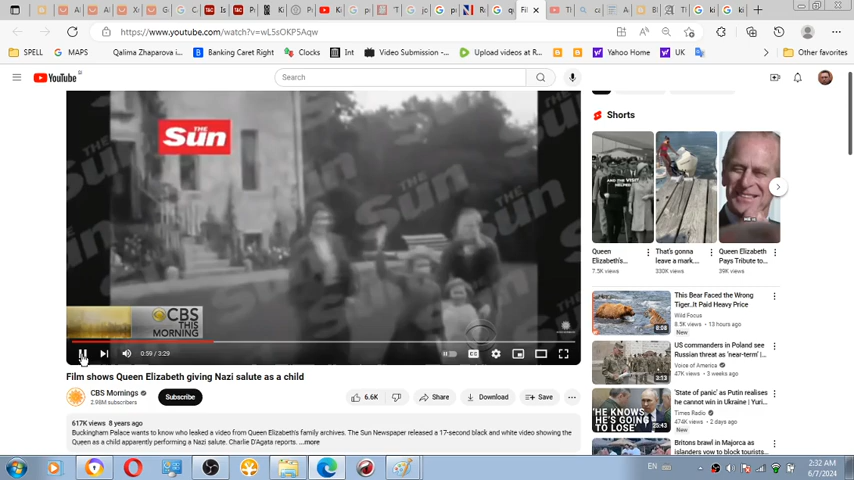 Fil
https://www.youtube.com/watch?v=wL5sOKP5Aqw
SPELL
GMAPS
Qalima Zhaparova i...
Banking Caret Right
Clocks
Int
Video Submission -...
Upload videos at R...
Yahoo Home
UK
Other favorites
YouTube
Search
THE Sun
CBS THIS MORNING
0:59 / 3:29
Film shows Queen Elizabeth giving Nazi salute as a child
CBS Mornings
2.98M subscribers
Subscribe
6.6K
Share
Download
Save
617K views 8 years ago
Buckingham Palace wants to know who leaked a video from Queen Elizabeth's family archives. The Sun Newspaper released a 17-second black and white video showing the
Queen as a child apparently performing a Nazi salute. Charlie D'Agata reports. ...more
Shorts
AND THE VISIT HELPED
Queen Elizabeth's...
7.5K views
That's gonna leave a mark...
330K views
Queen Elizabeth Pays Tribute to...
39K views
This Bear Faced the Wrong
Tiger..It Paid Heavy Price
Wild Focus
8.5K views • 13 hours ago
New
8:08
US commanders in Poland see
Russian threat as 'near-term' |...
Voice of America
47K views • 3 weeks ago
3:53
'State of panic' as Putin realises
he cannot win in Ukraine | Yuri...
Times Radio
474K views • 2 days ago
New
'HE KNOWS
HE'S GOING
TO LOSE'
25:43
Britons brawl in Majorca as
islanders vow to block tourists...
EN
2:32 AM
6/7/2024